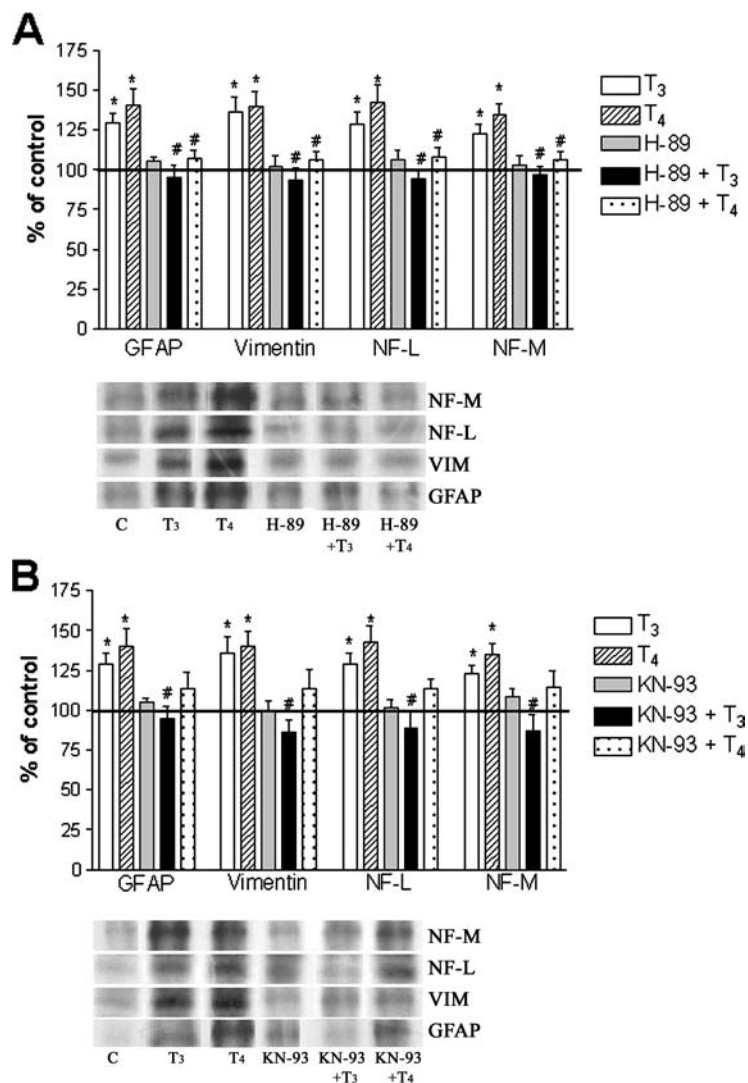 A
175
150
125
100
75
50
25
0
% of control
* * # #
* * # #
* * # #
* * # #
GFAP Vimentin NF-L NF-M
T3
T4
H-89
H-89 + T3
H-89 + T4
NF-M
NF-L
VIM
GFAP
C T3 T4 H-89 H-89 +T3 H-89 +T4
B
175
150
125
100
75
50
25
0
% of control
* * #
* * #
* * #
* * #
GFAP Vimentin NF-L NF-M
T3
T4
KN-93
KN-93 + T3
KN-93 + T4
NF-M
NF-L
VIM
GFAP
C T3 T4 KN-93 KN-93 +T3 KN-93 +T4